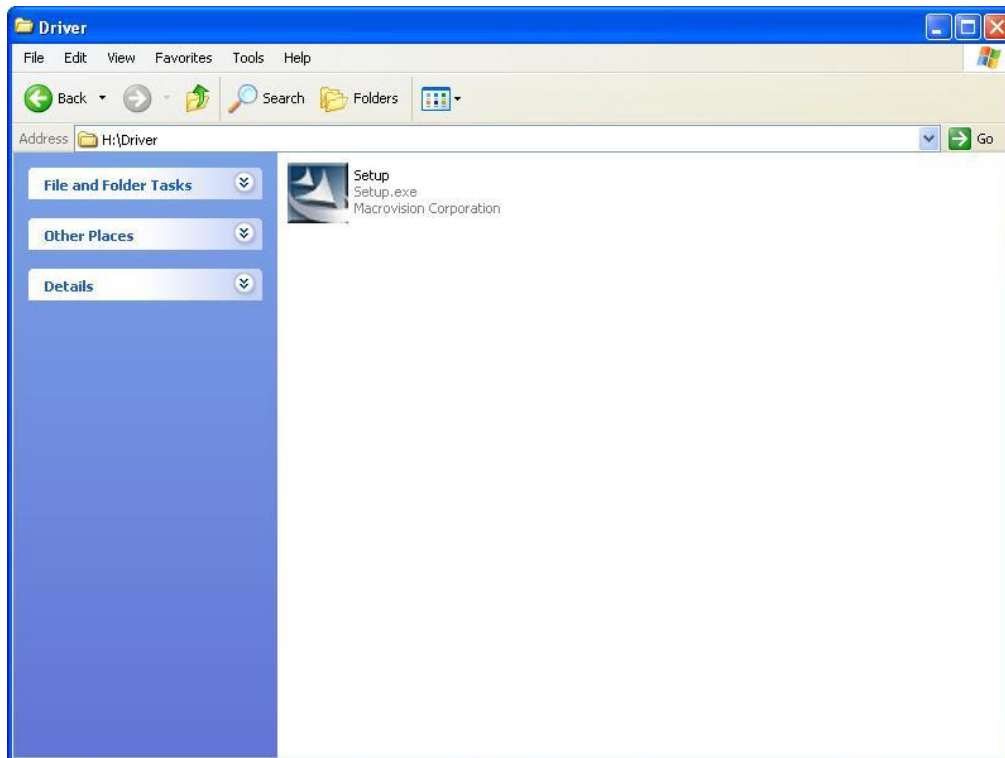 Driver
File Edit View Favorites Tools Help
Back Search Folders
Address H:\Driver Go
File and Folder Tasks
Other Places
Details
Setup
Setup.exe
Macrovision Corporation